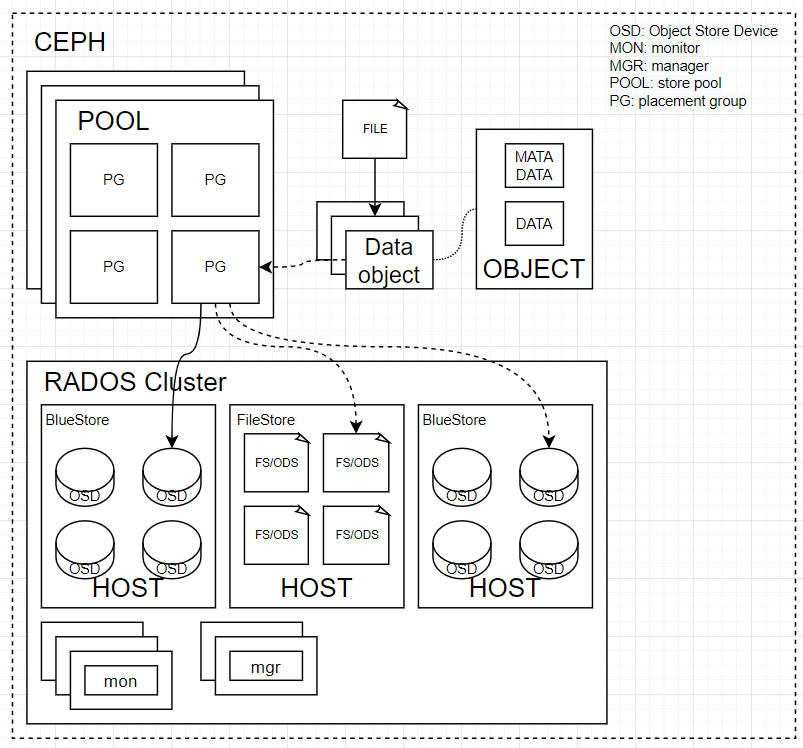 CEPH
OSD: Object Store Device
MON: monitor
MGR: manager
POOL: store pool
PG: placement group
POOL
PG
PG
PG
PG
FILE
Data
object
MATA
DATA
DATA
OBJECT
RADOS Cluster
BlueStore
OSD
OSD
OSD
OSD
HOST
FileStore
FS/ODS
FS/ODS
FS/ODS
FS/ODS
HOST
BlueStore
OSD
OSD
OSD
OSD
HOST
mon
mgr